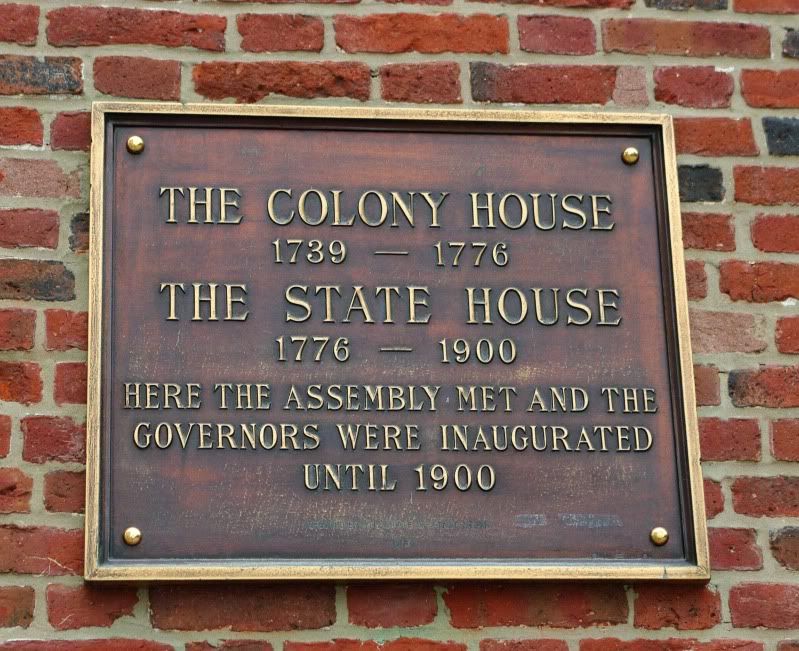 THE COLONY HOUSE
1739 — 1776
THE STATE HOUSE
1776 — 1900
HERE THE ASSEMBLY MET AND THE
GOVERNORS WERE INAUGURATED
UNTIL 1900